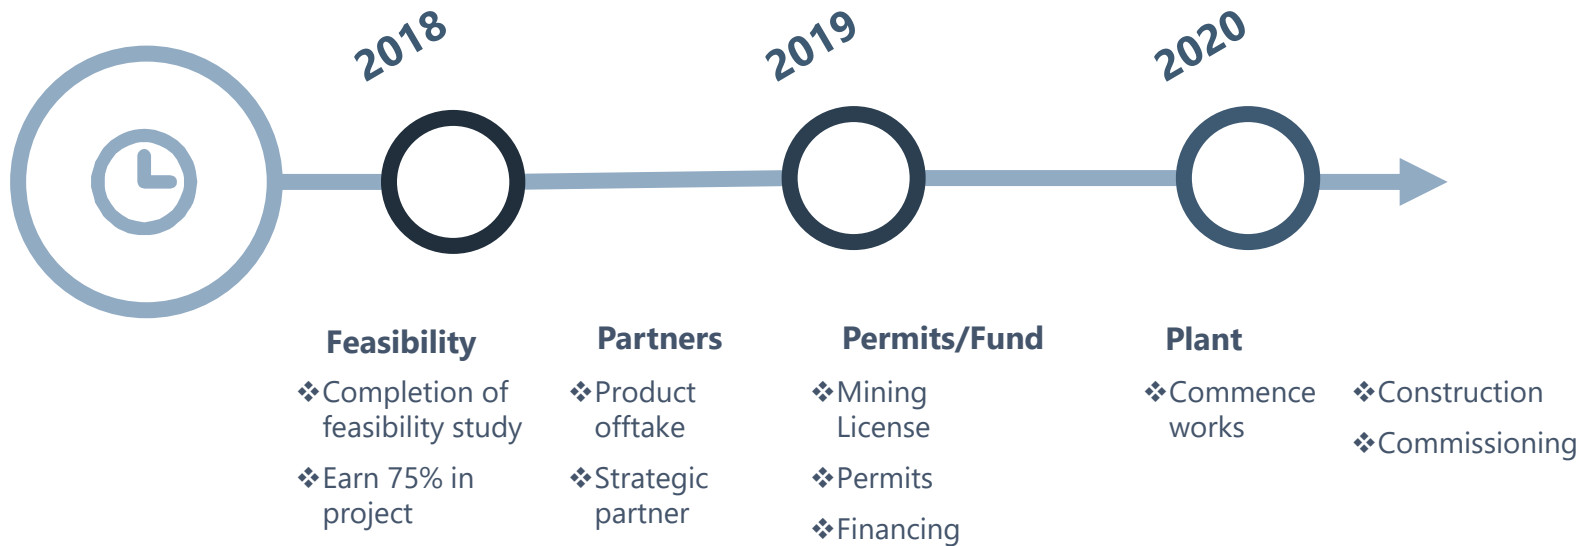 2018
2019
2020
Feasibility
❖Completion of
feasibility study
❖Earn 75% in
project
Partners
❖Product
offtake
❖Strategic
partner
Permits/Fund
❖Mining
License
❖Permits
❖Financing
Plant
❖Commence
works
❖Construction
❖Commissioning